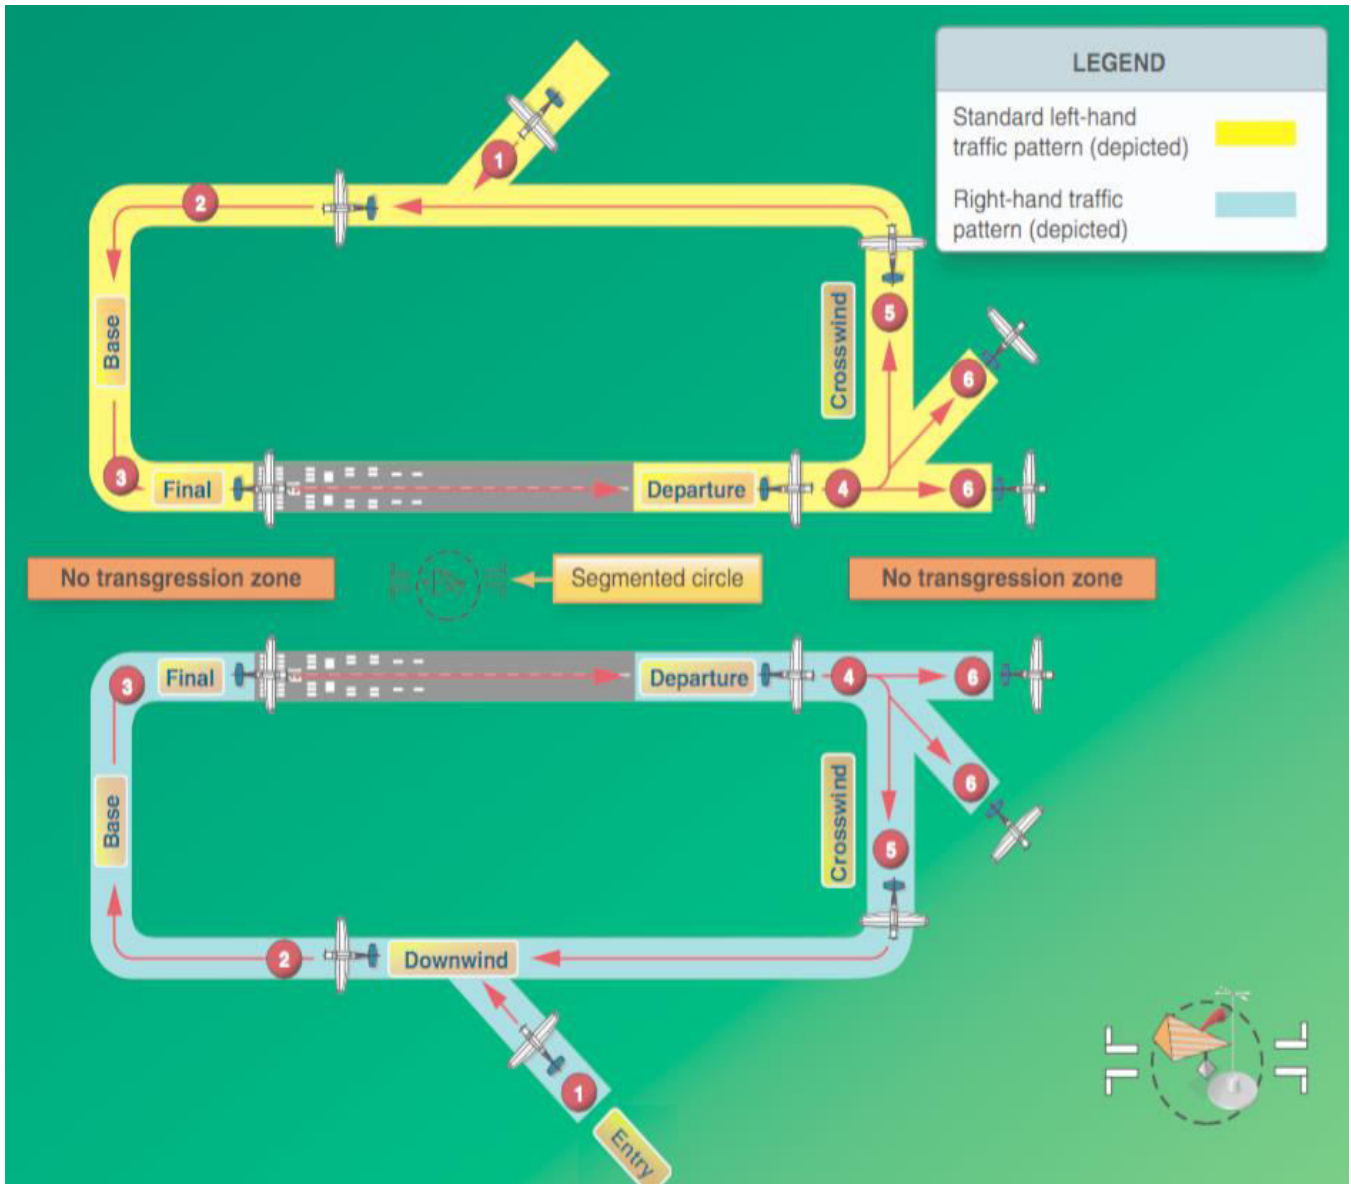 LEGEND
Standard left-hand
traffic pattern (depicted)
Right-hand traffic
pattern (depicted)
1
2
Base
Crosswind
5
6
3
Final
Departure
4
6
No transgression zone
Segmented circle
No transgression zone
3
Final
Departure
4
6
6
Base
Crosswind
5
2
Downwind
1
Entry